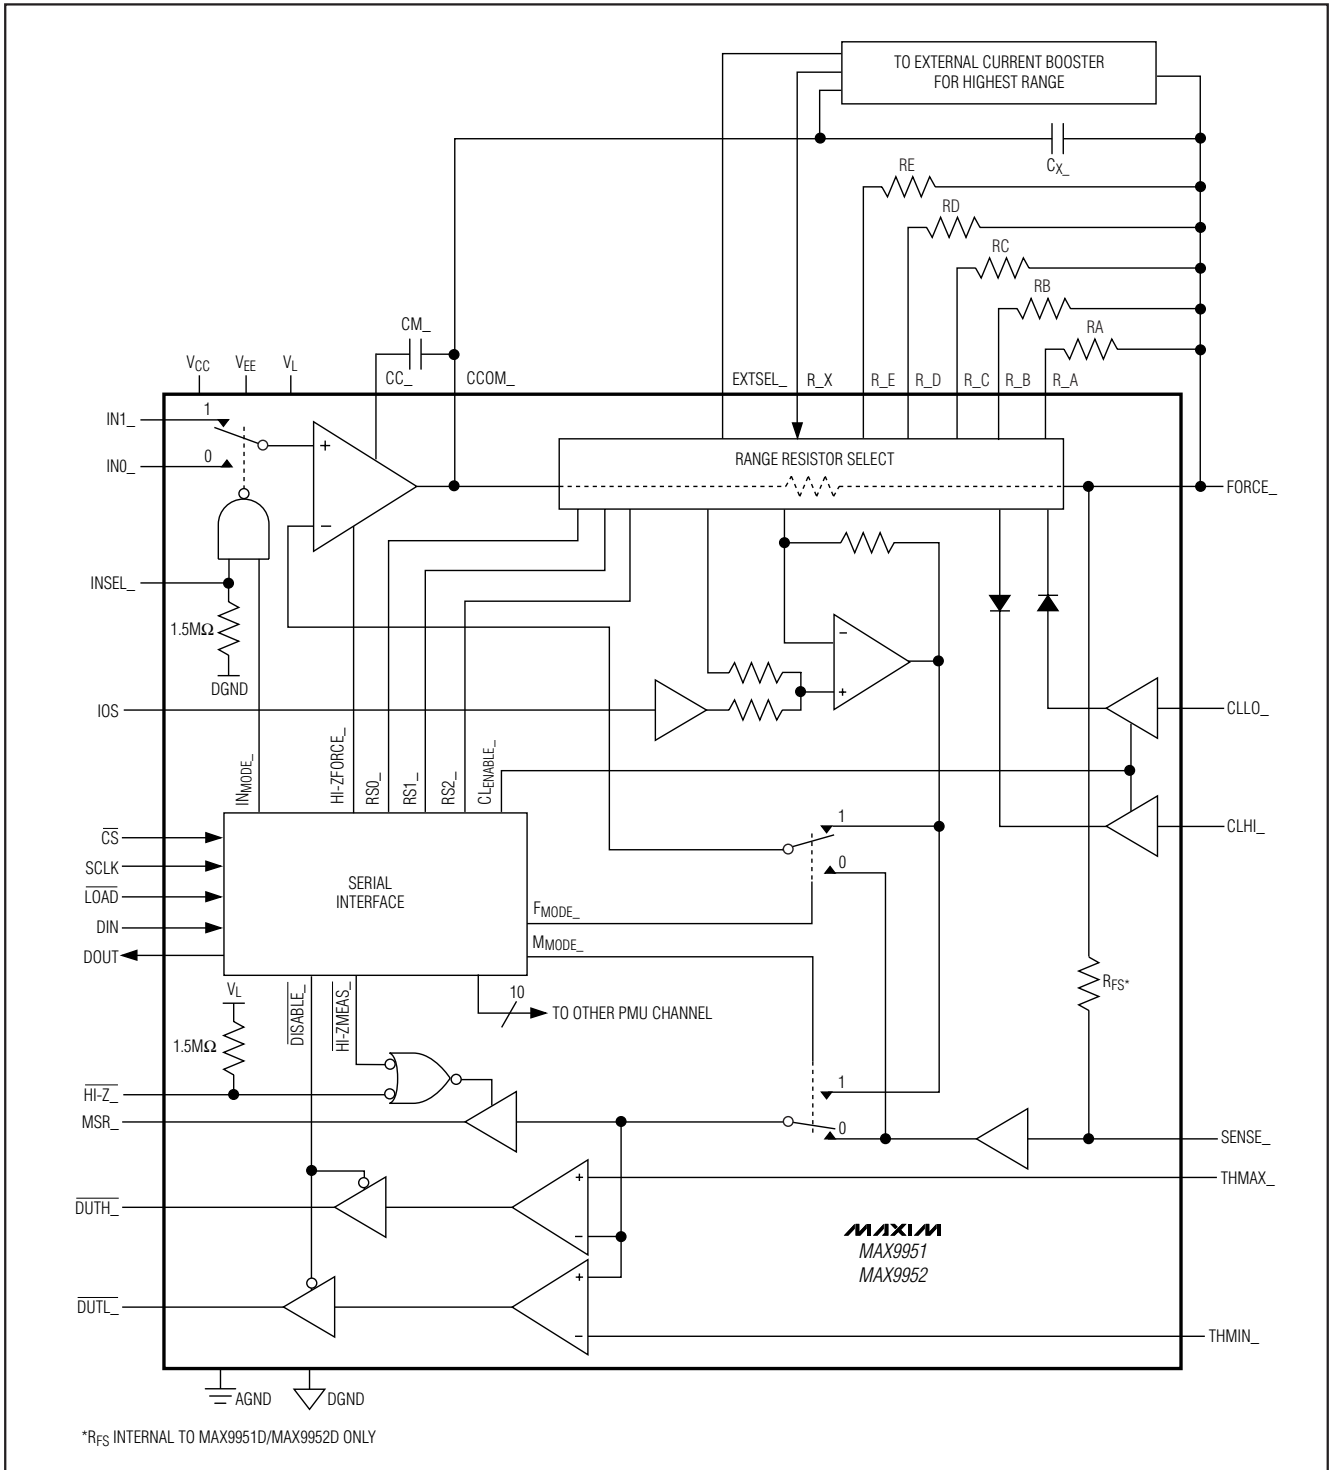 TO EXTERNAL CURRENT BOOSTER
FOR HIGHEST RANGE
CX_
RE
RD
RC
RB
RA
CM_
VCC
VEE
VL
CC_
CCOM_
EXTSEL_
R_X
R_E
R_D
R_C
R_B
R_A
IN1_
1
+
RANGE RESISTOR SELECT
IN0_
0
FORCE_
−
INSEL_
1.5MΩ
DGND
−
+
IOS
CLLO_
INMODE_
HI-ZFORCE_
RS0_
RS1_
RS2_
CLENABLE_
1
CLHI_
CS
SCLK
LOAD
DIN
DOUT
SERIAL
INTERFACE
0
FMODE_
MMODE_
RFS*
VL
DISABLE_
HI-ZMEAS_
10
TO OTHER PMU CHANNEL
1.5MΩ
HI-Z_
1
MSR_
0
SENSE_
+
THMAX_
DUTH_
−
MAXIM
MAX9951
MAX9952
+
DUTL_
−
THMIN_
AGND
DGND
*RFS INTERNAL TO MAX9951D/MAX9952D ONLY